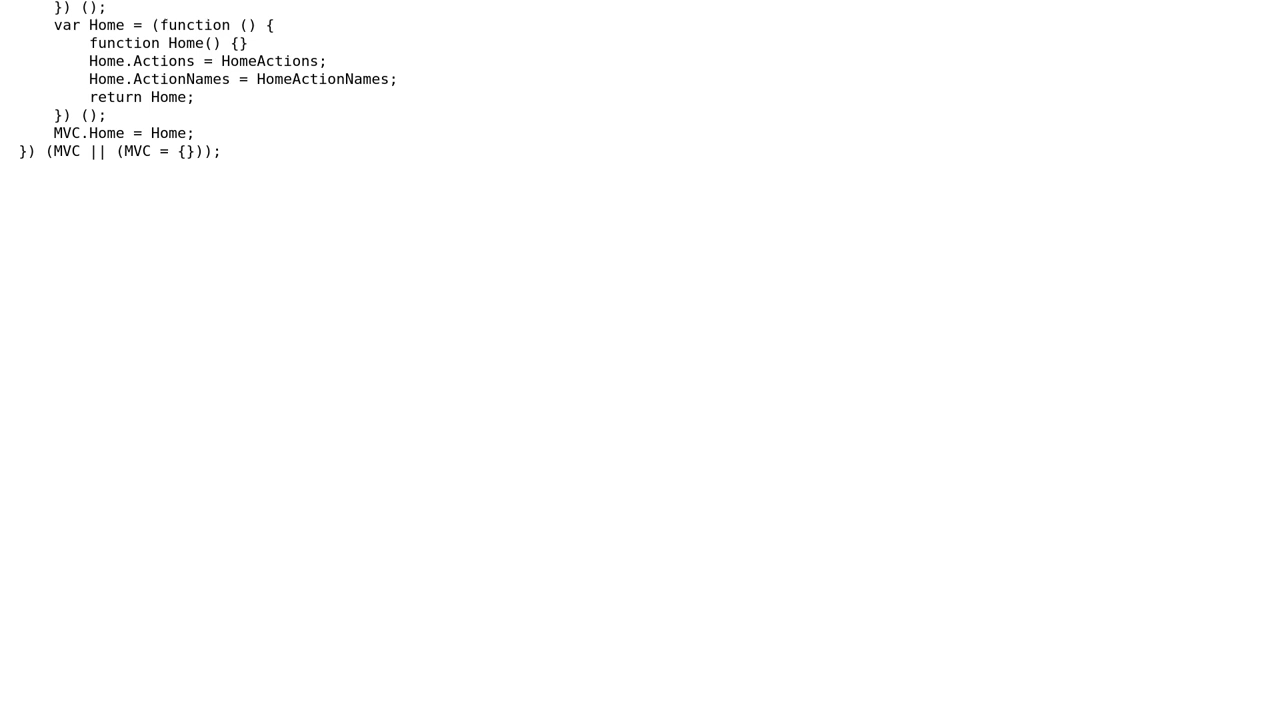 }) ();
    var Home = (function () {
        function Home() {}
        Home.Actions = HomeActions;
        Home.ActionNames = HomeActionNames;
        return Home;
    }) ();
    MVC.Home = Home;
}) (MVC || (MVC = {}));